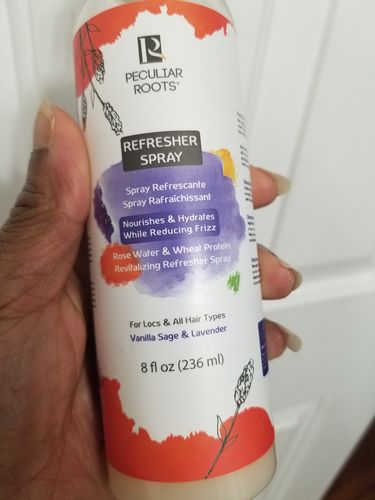 R
PECULIAR
ROOTS®
REFRESHER
SPRAY
Spray Refrescante
Spray Rafraîchissant
Nourishes & Hydrates
While Reducing Frizz
Rose Water & Wheat Protein
Revitalizing Refresher Spray
For Locs & All Hair Types
Vanilla Sage & Lavender
8 fl oz (236 ml)